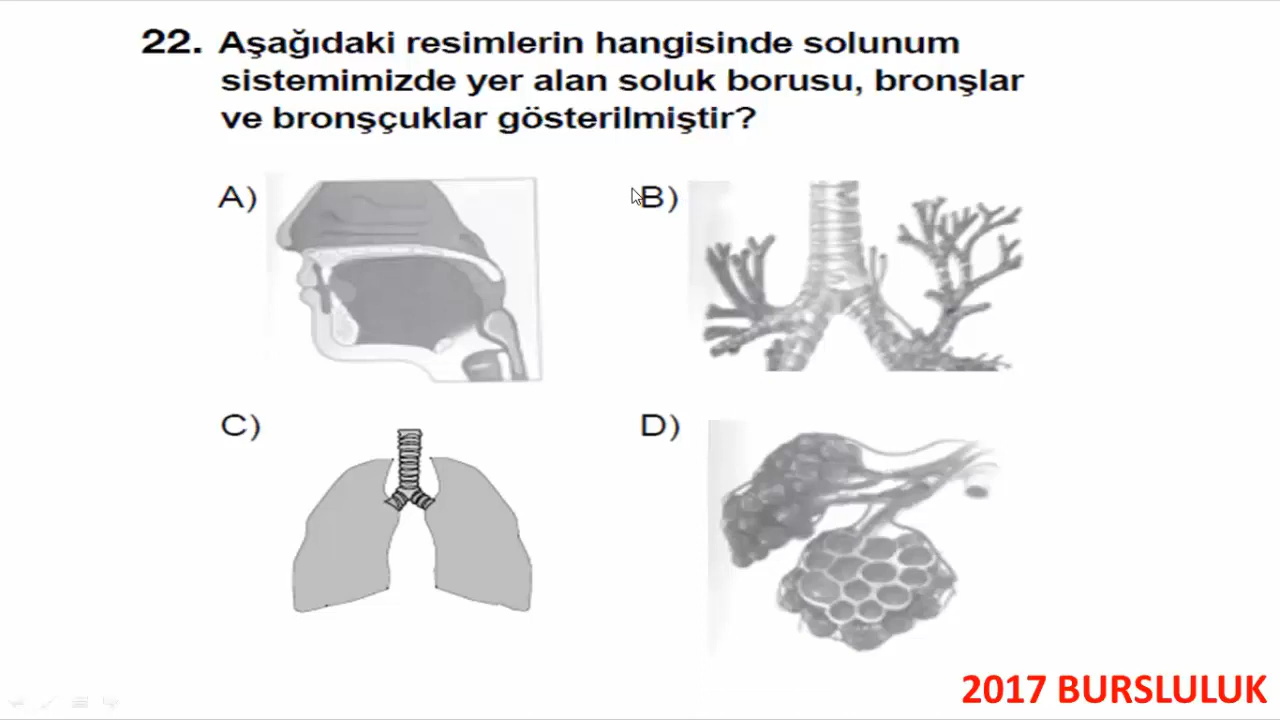 22. Aşağıdaki resimlerin hangisinde solunum
sistemimizde yer alan soluk borusu, bronşlar
ve bronşçuklar gösterilmiştir?
A)
B)
C)
D)
2017 BURSLULUK